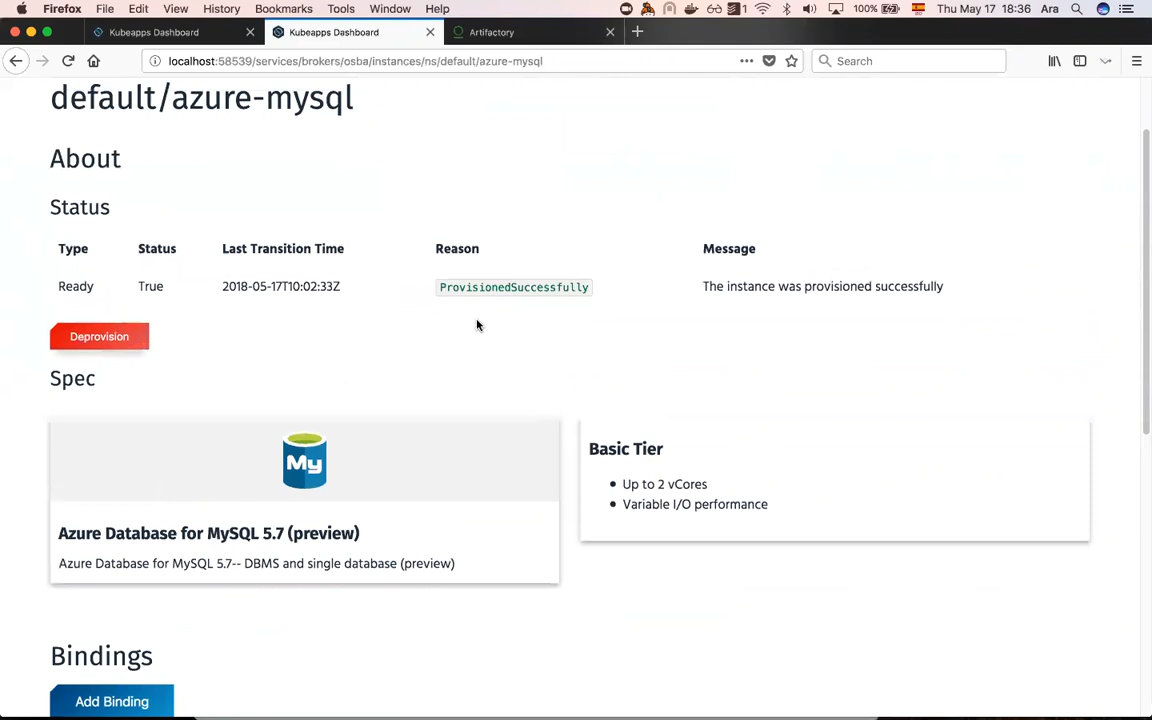 Firefox File Edit View History Bookmarks Tools Window Help 1 100% Thu May 17 18:36 Ara
Kubeapps Dashboard Kubeapps Dashboard Artifactory
localhost:58539/services/brokers/osba/instances/ns/default/azure-mysql Search
default/azure-mysql
About
Status
Type Status Last Transition Time Reason Message
Ready True 2018-05-17T10:02:33Z ProvisionedSuccessfully The instance was provisioned successfully
Deprovision
Spec
My
Azure Database for MySQL 5.7 (preview)
Azure Database for MySQL 5.7-- DBMS and single database (preview)
Basic Tier
Up to 2 vCores
Variable I/O performance
Bindings
Add Binding